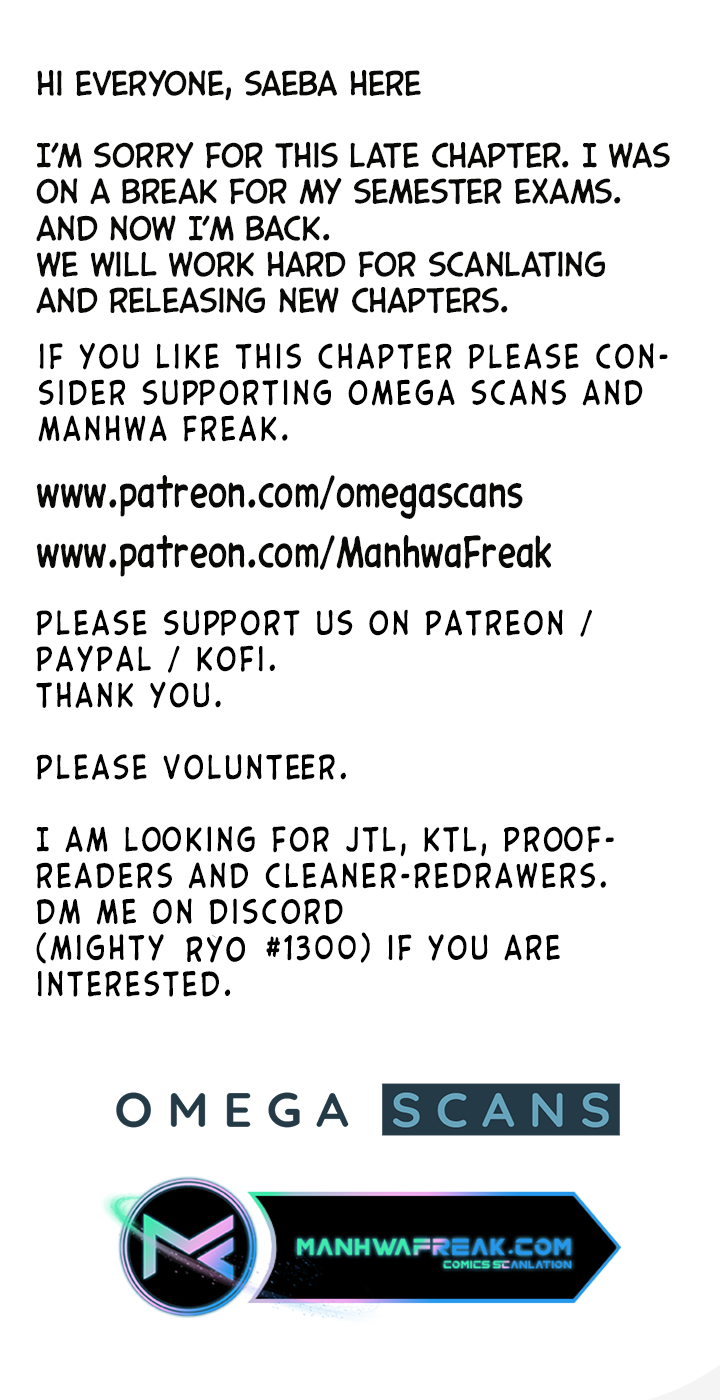 HI EVERYONE, SAEBA HERE
I'M SORRY FOR THIS LATE CHAPTER. I WAS
ON A BREAK FOR MY SEMESTER EXAMS.
AND NOW I'M BACK.
WE WILL WORK HARD FOR SCANLATING
AND RELEASING NEW CHAPTERS.
IF YOU LIKE THIS CHAPTER PLEASE CON-
SIDER SUPPORTING OMEGA SCANS AND
MANHWA FREAK.
www.patreon.com/omegascans
www.patreon.com/ManhwaFreak
PLEASE SUPPORT US ON PATREON /
PAYPAL / KOFI.
THANK YOU.
PLEASE VOLUNTEER.
I AM LOOKING FOR JTL, KTL, PROOF-
READERS AND CLEANER-REDRAWERS.
DM ME ON DISCORD
(MIGHTY RYO #1300) IF YOU ARE
INTERESTED.
OMEGA SCANS
MANHWAFREAK.COM
COMICS SCANLATION